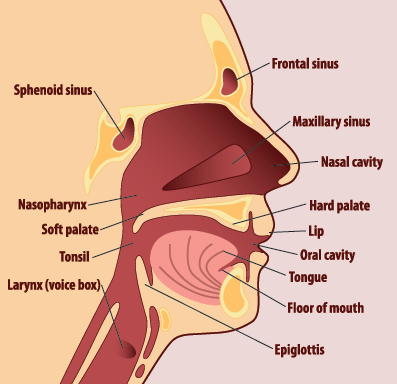 Frontal sinus
Sphenoid sinus
Maxillary sinus
Nasal cavity
Nasopharynx
Hard palate
Soft palate
Lip
Tonsil
Oral cavity
Tongue
Larynx (voice box)
Floor of mouth
Epiglottis